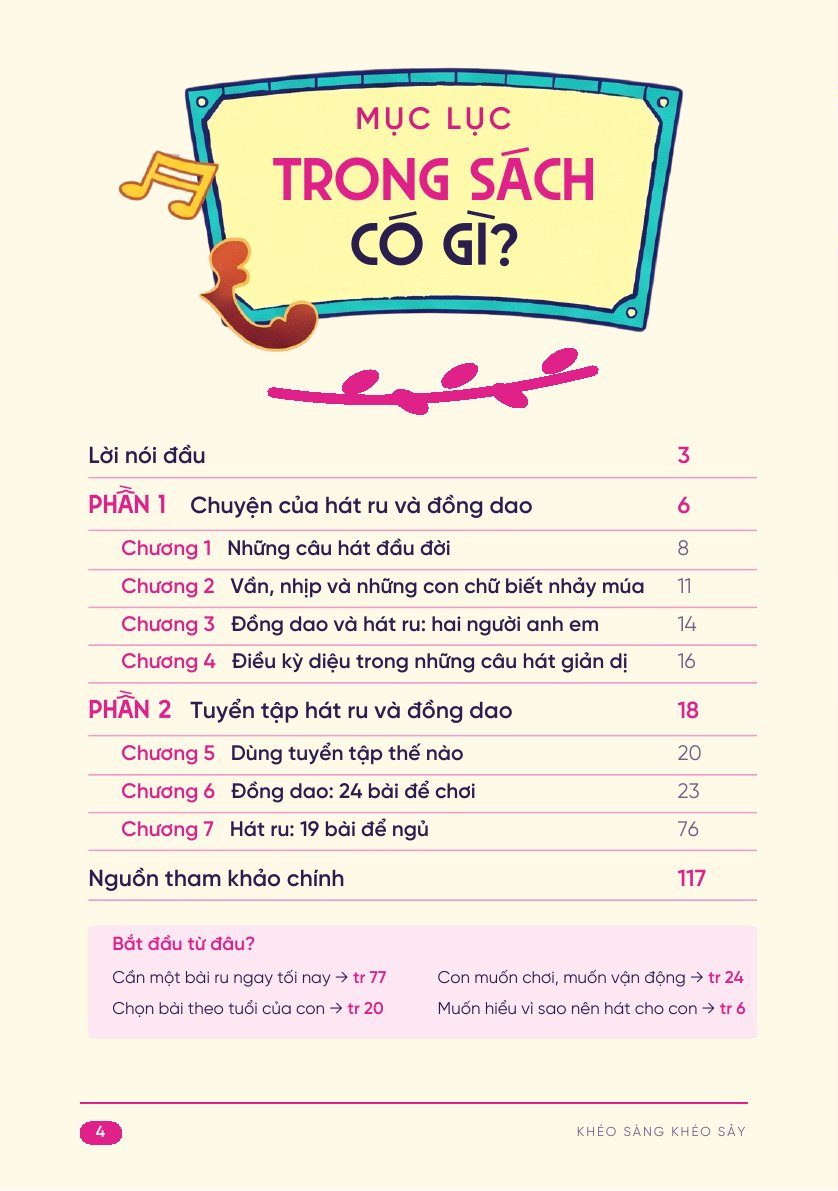 MỤC LỤC
TRONG SÁCH
CÓ GÌ?
Lời nói đầu 3
PHẦN 1 Chuyện của hát ru và đồng dao 6
Chương 1 Những câu hát đầu đời 8
Chương 2 Vần, nhịp và những con chữ biết nhảy múa 11
Chương 3 Đồng dao và hát ru: hai người anh em 14
Chương 4 Điều kỳ diệu trong những câu hát giản dị 16
PHẦN 2 Tuyển tập hát ru và đồng dao 18
Chương 5 Dùng tuyển tập thế nào 20
Chương 6 Đồng dao: 24 bài để chơi 23
Chương 7 Hát ru: 19 bài để ngủ 76
Nguồn tham khảo chính 117
Bắt đầu từ đâu?
Cần một bài ru ngay tối nay → tr 77
Chọn bài theo tuổi của con → tr 20
Con muốn chơi, muốn vận động → tr 24
Muốn hiểu vì sao nên hát cho con → tr 6
4
KHÉO SÀNG KHÉO SẢY